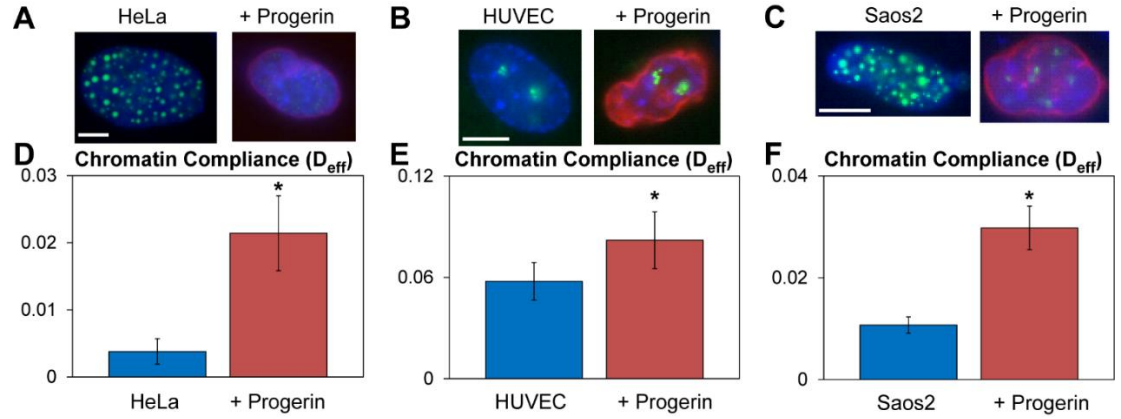 A HeLa + Progerin
B HUVEC + Progerin
C Saos2 + Progerin
D Chromatin Compliance (Deff)
0.03
0.02
0.01
0
*
HeLa + Progerin
E Chromatin Compliance (Deff)
0.12
0.06
0
*
HUVEC + Progerin
F Chromatin Compliance (Deff)
0.04
0.02
0
*
Saos2 + Progerin